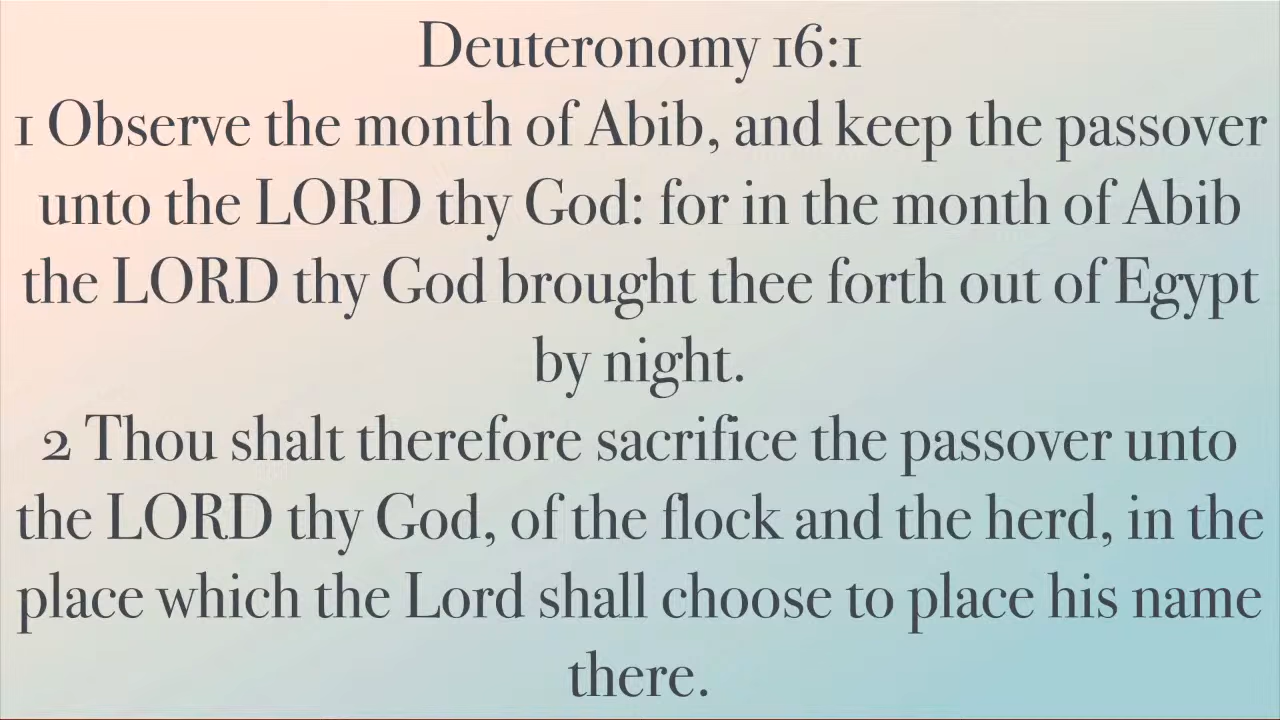 Deuteronomy 16:1
1 Observe the month of Abib, and keep the passover
unto the LORD thy God: for in the month of Abib
the LORD thy God brought thee forth out of Egypt
by night.
2 Thou shalt therefore sacrifice the passover unto
the LORD thy God, of the flock and the herd, in the
place which the Lord shall choose to place his name
there.